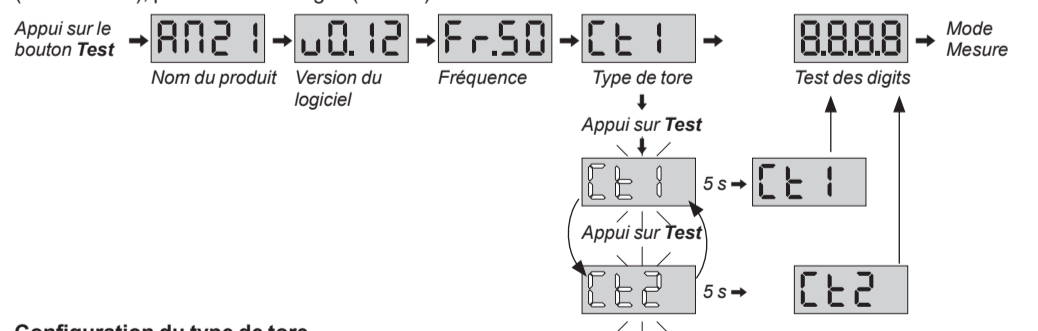 Appui sur le
bouton Test
AM21
v0.12
Fr.50
Ct1
8.8.8.8
Mode
Mesure
Nom du produit
Version du
logiciel
Fréquence
Type de tore
Test des digits
Appui sur Test
Ct1
5 s
Ct1
Appui sur Test
Ct2
5 s
Ct2
Configuration du type de tore